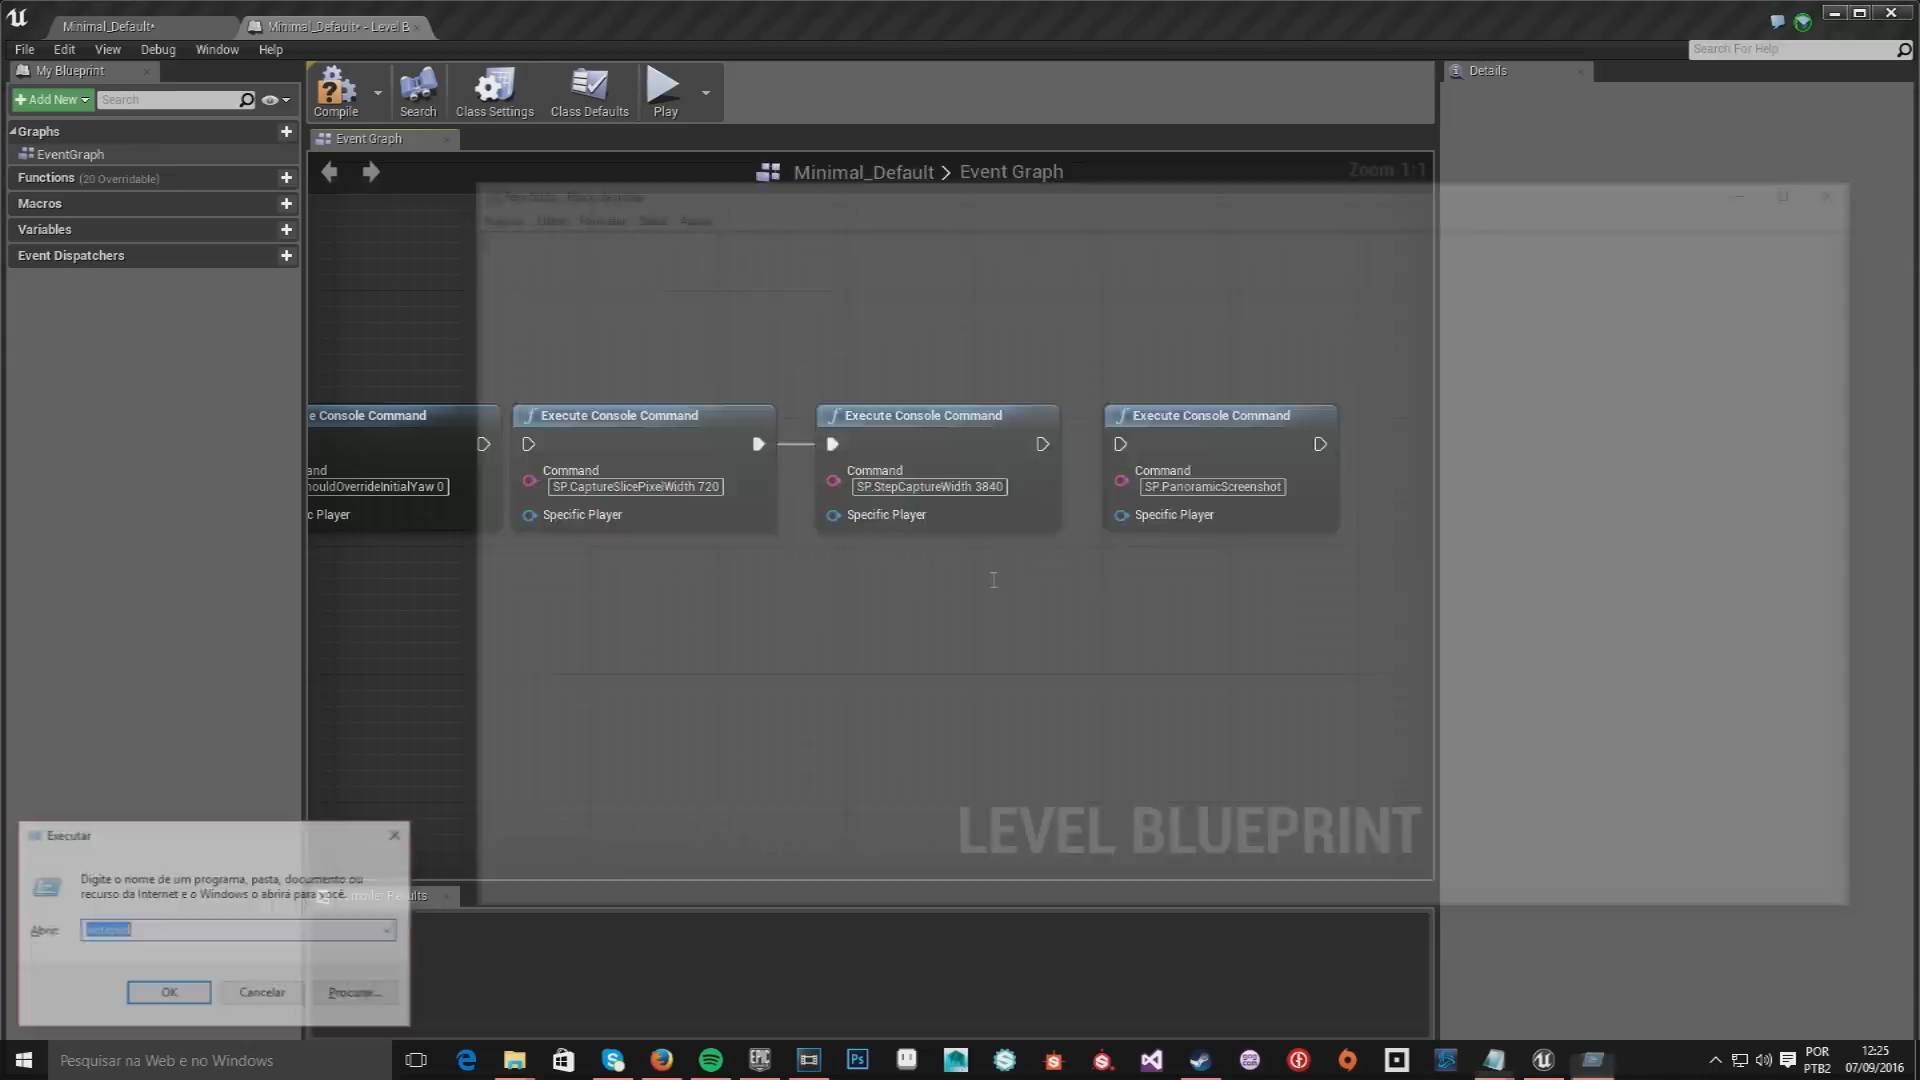 Minimal_Default*
Minimal_Default* - Level B
File Edit View Debug Window Help
Search For Help
My Blueprint
Add New
Search
Graphs
EventGraph
Functions (20 Overridable)
Macros
Variables
Event Dispatchers
Compile
Search
Class Settings
Class Defaults
Play
Details
Event Graph
Minimal_Default > Event Graph
Zoom 1:1
e Console Command
and
houldOverrideInitialYaw 0
c Player
Execute Console Command
Command
SP.CaptureSlicePixelWidth 720
Specific Player
Execute Console Command
Command
SP.StepCaptureWidth 3840
Specific Player
Execute Console Command
Command
SP.PanoramicScreenshot
Specific Player
LEVEL BLUEPRINT
Results
Executar
Digite o nome de um programa, pasta, documento ou
recurso da Internet e o Windows o abrirá para você.
Abrir:
OK
Cancelar
Procurar...
Pesquisar na Web e no Windows
EPIC
Ps
POR
PTB2
12:25
07/09/2016